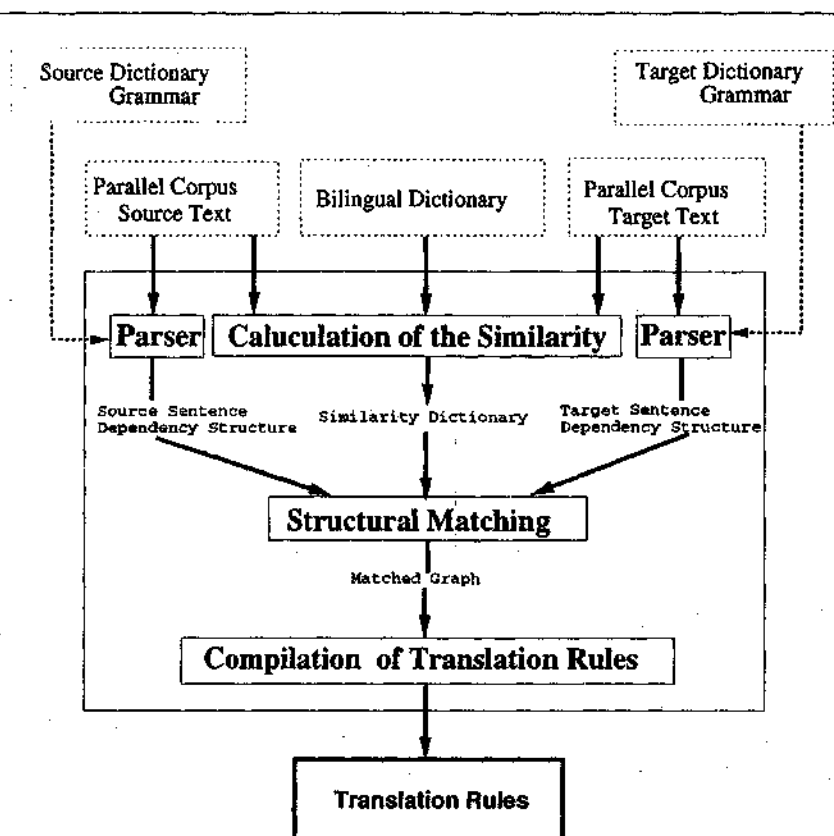 Source Dictionary
Grammar
Target Dictionary
Grammar
Parallel Corpus
Source Text
Bilingual Dictionary
Parallel Corpus
Target Text
Parser
Caluculation of the Similarity
Parser
Source Sentence
Dependency Structure
Similarity Dictionary
Target Sentence
Dependency Structure
Structural Matching
Matched Graph
Compilation of Translation Rules
Translation Rules